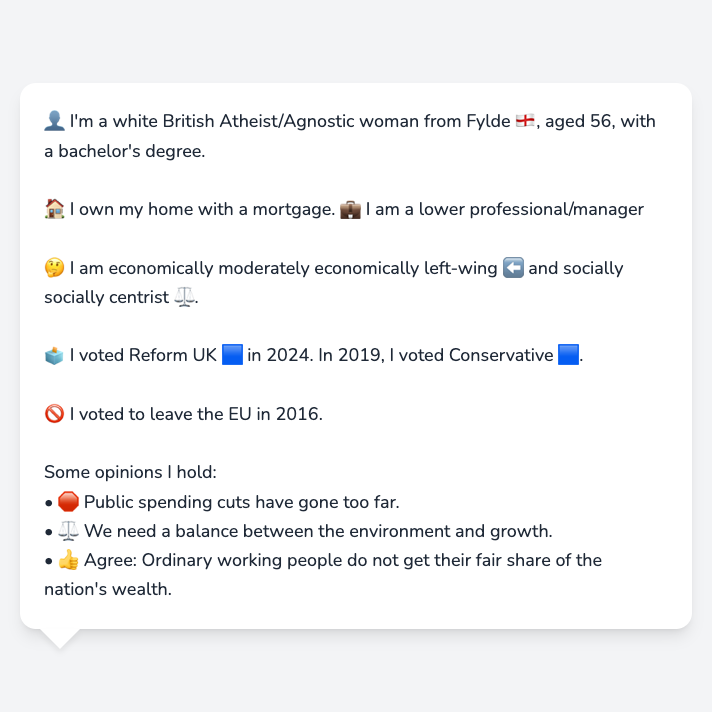 👤 I'm a white British Atheist/Agnostic woman from Fylde 🏴󠁧󠁢󠁥󠁮󠁧󠁿, aged 56, with
a bachelor's degree.
🏠 I own my home with a mortgage. 💼 I am a lower professional/manager
🤔 I am economically moderately economically left-wing ⬅️ and socially
socially centrist ⚖️.
🗳️ I voted Reform UK 🟦 in 2024. In 2019, I voted Conservative 🟦.
🚫 I voted to leave the EU in 2016.
Some opinions I hold:
• 🛑 Public spending cuts have gone too far.
• ⚖️ We need a balance between the environment and growth.
• 👍 Agree: Ordinary working people do not get their fair share of the
nation's wealth.